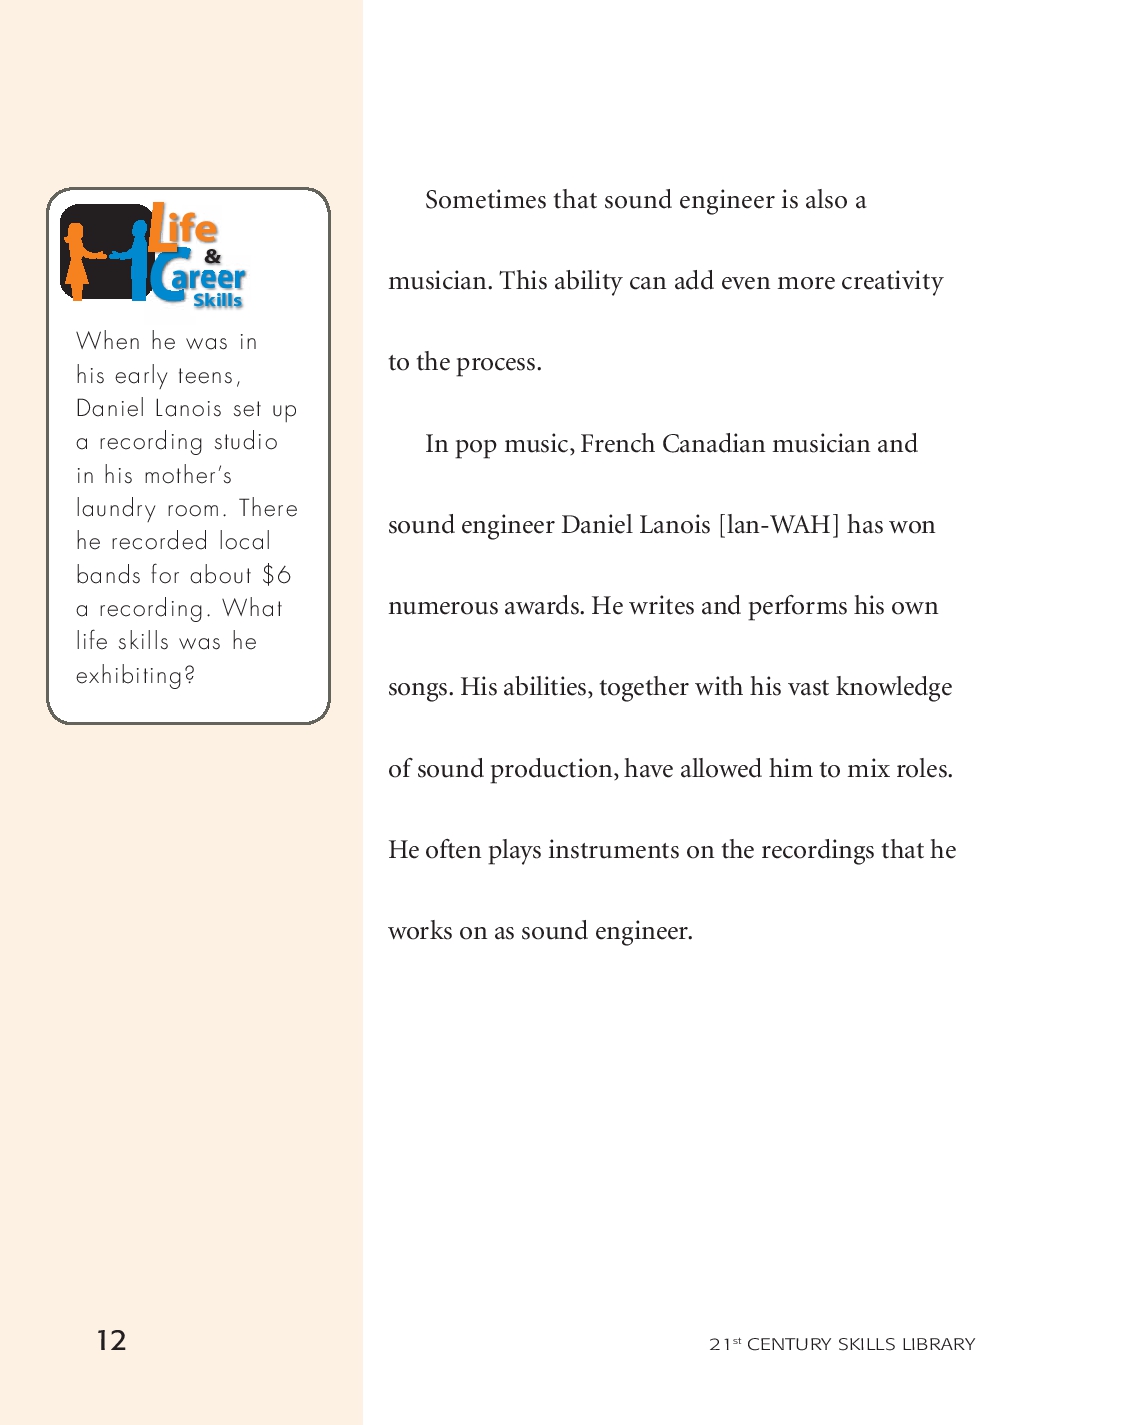 Life
&
Career
Skills
When he was in
his early teens,
Daniel Lanois set up
a recording studio
in his mother’s
laundry room. There
he recorded local
bands for about $6
a recording. What
life skills was he
exhibiting?
Sometimes that sound engineer is also a
musician. This ability can add even more creativity
to the process.
In pop music, French Canadian musician and
sound engineer Daniel Lanois [lan-WAH] has won
numerous awards. He writes and performs his own
songs. His abilities, together with his vast knowledge
of sound production, have allowed him to mix roles.
He often plays instruments on the recordings that he
works on as sound engineer.
12
21st CENTURY SKILLS LIBRARY